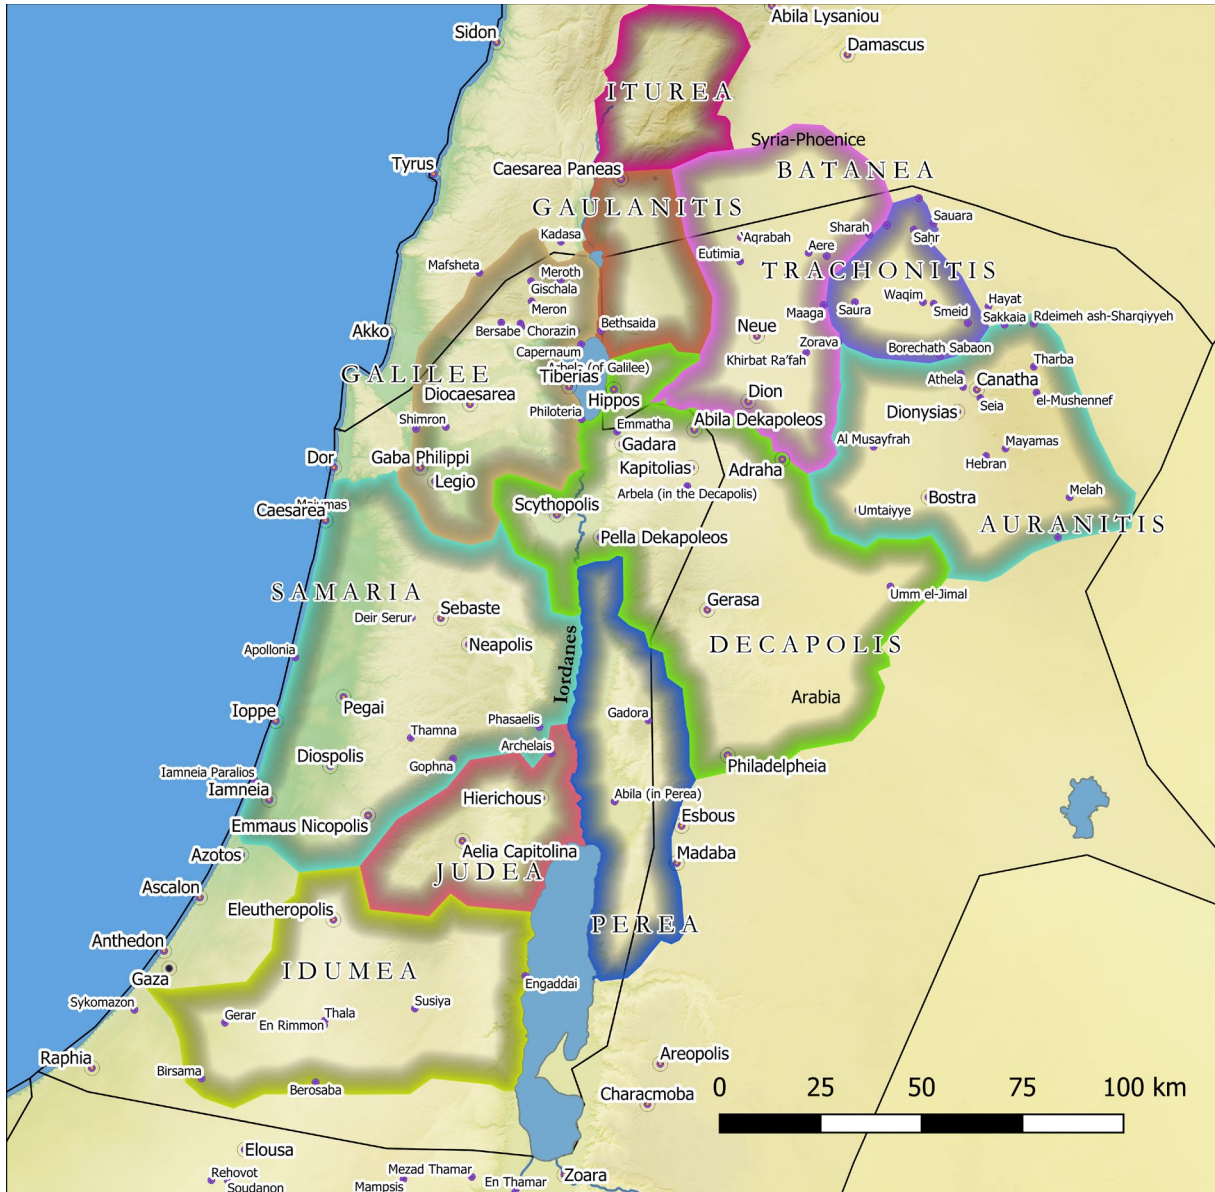 Abila Lysaniou
Sidon
Damascus
ITUREA
Syria-Phoenice
Tyrus
Caesarea Paneas
BATANEA
GAULANITIS
Sauara
Sharah
Kadasa
Aqrabah
Sahr
Aere
Eutimia
Mafsheta
Meroth
TRACHONITIS
Gischala
Waqim
Hayat
Meron
Saura
Smeid
Maaga
Sakkaia
Rdeimeh ash-Sharqiyyeh
Akko
Bersabe
Chorazin
Bethsaida
Neue
Zorava
Borechath Sabaon
Capernaum
Khirbat Ra'fah
Tharba
Arbela (of Galilee)
GALILEE
Tiberias
Athela
Canatha
Diocaesarea
Hippos
Dion
Seia
el-Mushennef
Philoteria
Dionysias
Shimron
Emmatha
Abila Dekapoleos
Gadara
Al Musayfrah
Mayamas
Dor
Gaba Philippi
Kapitolias
Adraha
Hebran
Legio
Arbela (in the Decapolis)
Melah
Maiumas
Caesarea
Scythopolis
Bostra
Umtaiyye
AURANITIS
Pella Dekapoleos
SAMARIA
Umm el-Jimal
Sebaste
Gerasa
Deir Serur
Neapolis
DECAPOLIS
Apollonia
Iordanes
Arabia
Ioppe
Pegai
Phasaelis
Gadora
Thamna
Archelais
Diospolis
Gophna
Philadelpheia
Iamneia Paralios
Iamneia
Hierichous
Abila (in Perea)
Esbous
Emmaus Nicopolis
Azotos
Aelia Capitolina
Madaba
JUDEA
Ascalon
Eleutheropolis
PEREA
Anthedon
IDUMEA
Gaza
Engaddai
Sykomazon
Susiya
Gerar
Thala
En Rimmon
Raphia
Areopolis
Birsama
Berosaba
0 25 50 75 100 km
Characmoba
Elousa
Rehovot
Mezad Thamar
Zoara
Soudanon
Mampsis
En Thamar